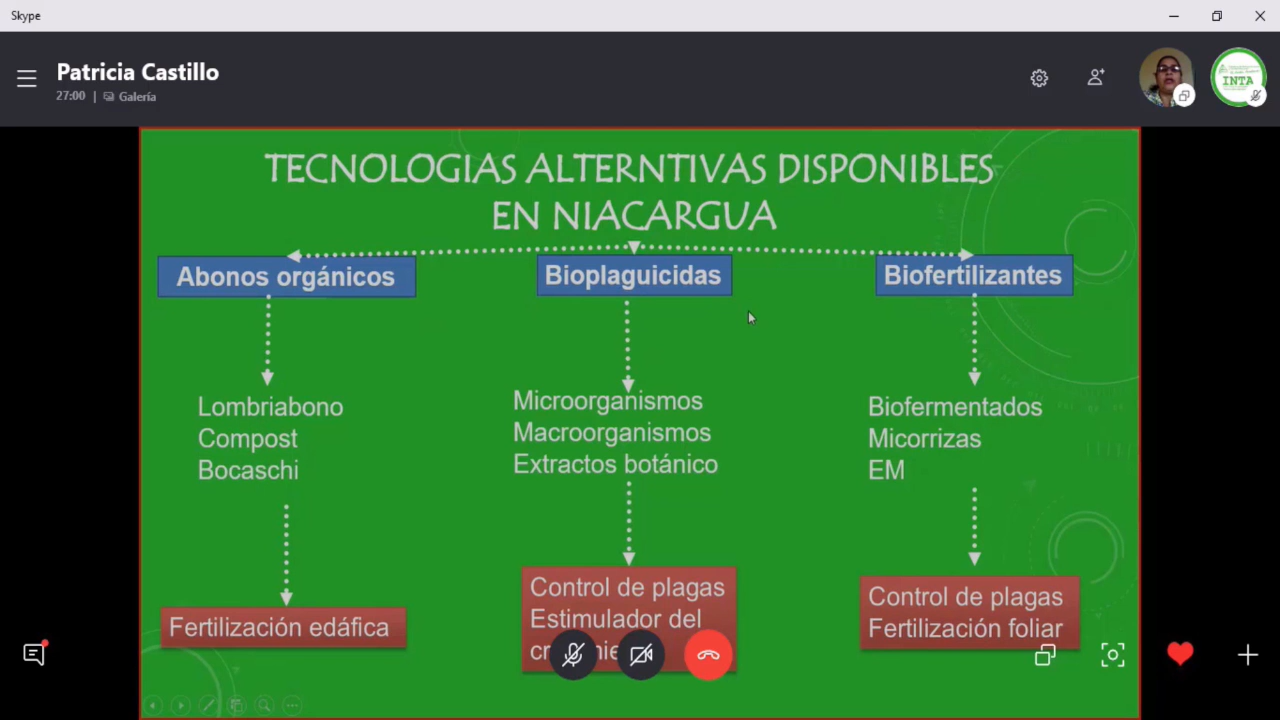 Skype
Patricia Castillo
27:00 | Galería
INTA
TECNOLOGIAS ALTERNTIVAS DISPONIBLES
EN NIACARGUA
Abonos orgánicos
Bioplaguicidas
Biofertilizantes
Lombriabono
Compost
Bocaschi
Microorganismos
Macroorganismos
Extractos botánico
Biofermentados
Micorrizas
EM
Fertilización edáfica
Control de plagas
Estimulador del
Control de plagas
Fertilización foliar